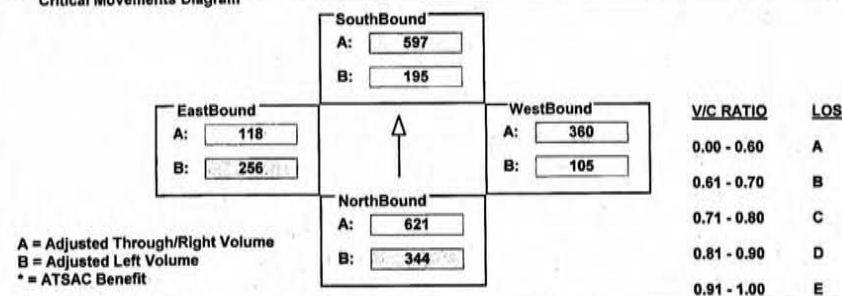 Critical Movements Diagram
SouthBound
A: 597
B: 195
EastBound
A: 118
B: 256
WestBound
A: 360
B: 105
NorthBound
A: 621
B: 344
A = Adjusted Through/Right Volume
B = Adjusted Left Volume
* = ATSAC Benefit
V/C RATIO LOS
0.00 - 0.60 A
0.61 - 0.70 B
0.71 - 0.80 C
0.81 - 0.90 D
0.91 - 1.00 E